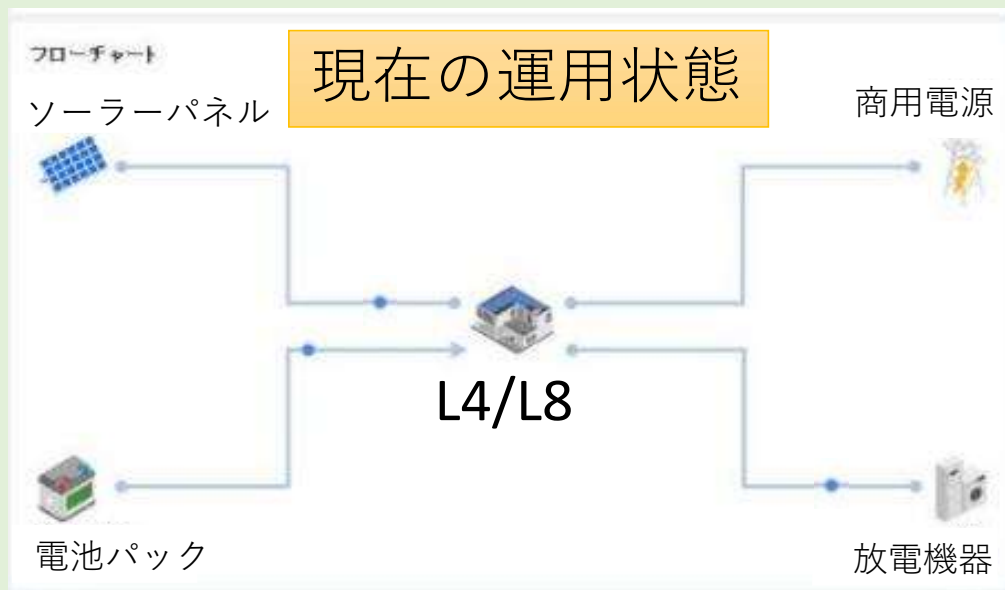 フローチャート
現在の運用状態
ソーラーパネル
商用電源
L4/L8
電池パック
放電機器